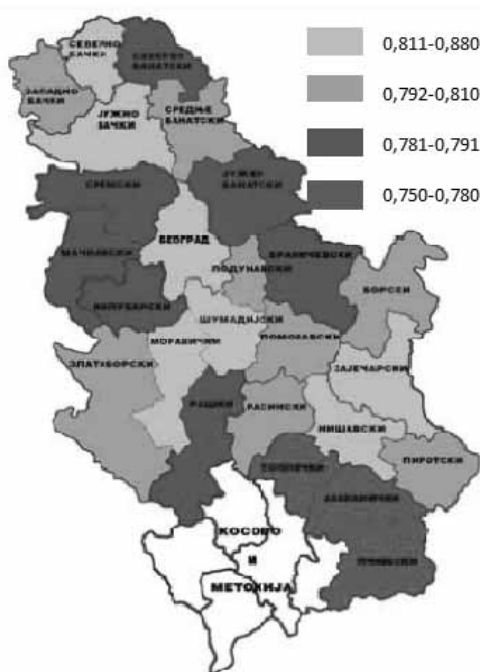 0,811-0,880
0,792-0,810
0,781-0,791
0,750-0,780
СЕВЕРНО
БАЧКИ
СЕВЕРНО
БАНАТСКИ
ЗАПАДНО
БАЧКИ
ЈУЖНО
БАЧКИ
СРЕДЊЕ
БАНАТСКИ
СРЕМСКИ
ЈУЖНО
БАНАТСКИ
БЕОГРАД
МАЧВАНСКИ
ПОДУНАВСКИ
БРАНИЧЕВСКИ
БОРСКИ
КОЛУБАРСКИ
ШУМАДИЈСКИ
ПОМОРАВСКИ
ЗЛАТИБОРСКИ
МОРАВИЧКИ
ЗАЈЕЧАРСКИ
РАШКИ
РАСИНСКИ
НИШАВСКИ
ПИРОТСКИ
ТОПЛИЧКИ
ЈАБЛАНИЧКИ
ПЧИЊСКИ
КОСОВО
И
МЕТОХИЈА